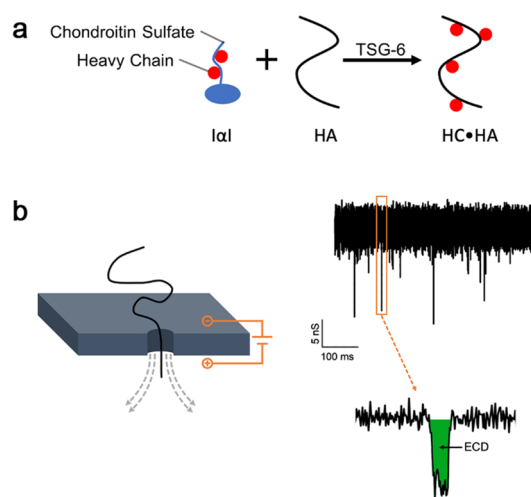 a
Chondroitin Sulfate
Heavy Chain
+
TSG-6
IαI
HA
HC•HA
b
5 nS
100 ms
ECD